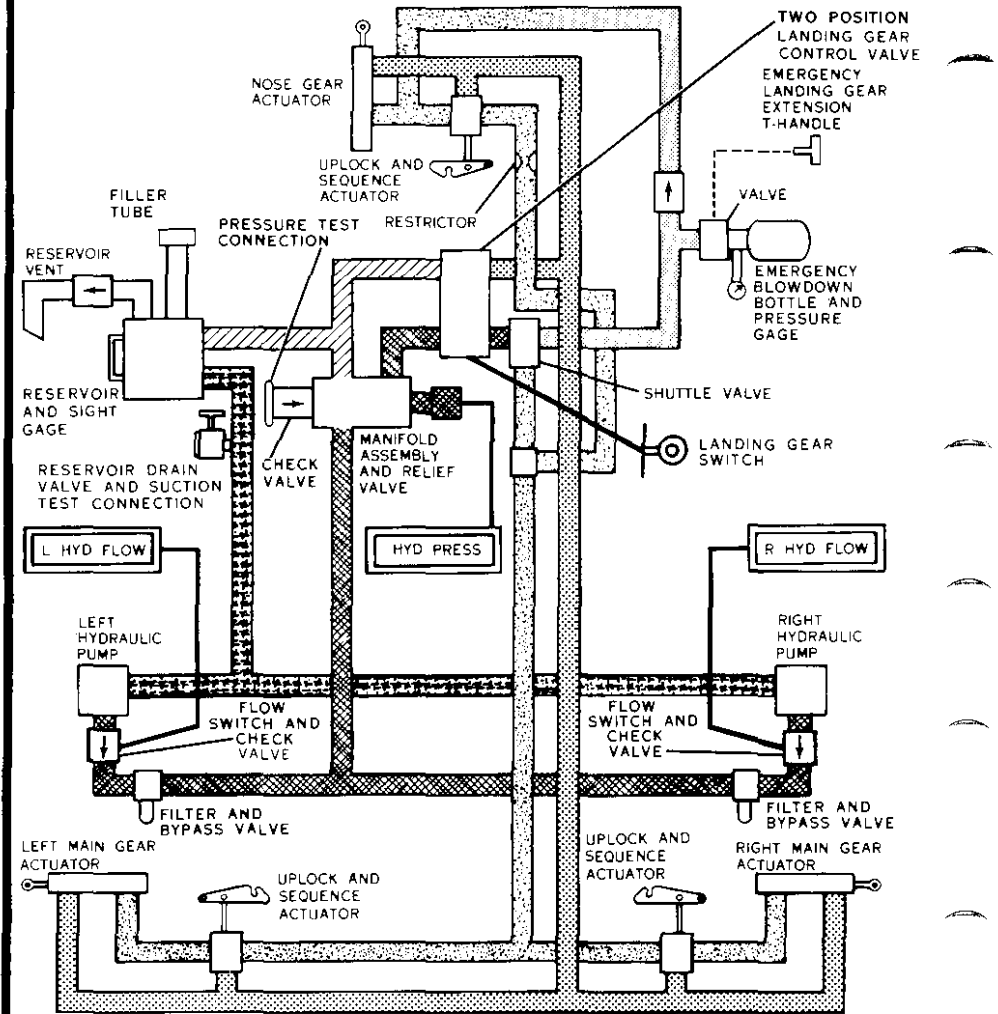 TWO POSITION
LANDING GEAR
CONTROL VALVE
NOSE GEAR
ACTUATOR
EMERGENCY
LANDING GEAR
EXTENSION
T-HANDLE
UPLOCK AND
SEQUENCE
ACTUATOR
RESTRICTOR
FILLER
TUBE
PRESSURE TEST
CONNECTION
VALVE
RESERVOIR
VENT
EMERGENCY
BLOWDOWN
BOTTLE AND
PRESSURE
GAGE
RESERVOIR
AND SIGHT
GAGE
SHUTTLE VALVE
RESERVOIR DRAIN
VALVE AND SUCTION
TEST CONNECTION
CHECK
VALVE
MANIFOLD
ASSEMBLY
AND RELIEF
VALVE
LANDING GEAR
SWITCH
L HYD FLOW
HYD PRESS
R HYD FLOW
LEFT
HYDRAULIC
PUMP
RIGHT
HYDRAULIC
PUMP
FLOW
SWITCH AND
CHECK
VALVE
FLOW
SWITCH AND
CHECK
VALVE
FILTER AND
BYPASS VALVE
FILTER AND
BYPASS VALVE
LEFT MAIN GEAR
ACTUATOR
UPLOCK AND
SEQUENCE
ACTUATOR
UPLOCK AND
SEQUENCE
ACTUATOR
RIGHT MAIN GEAR
ACTUATOR